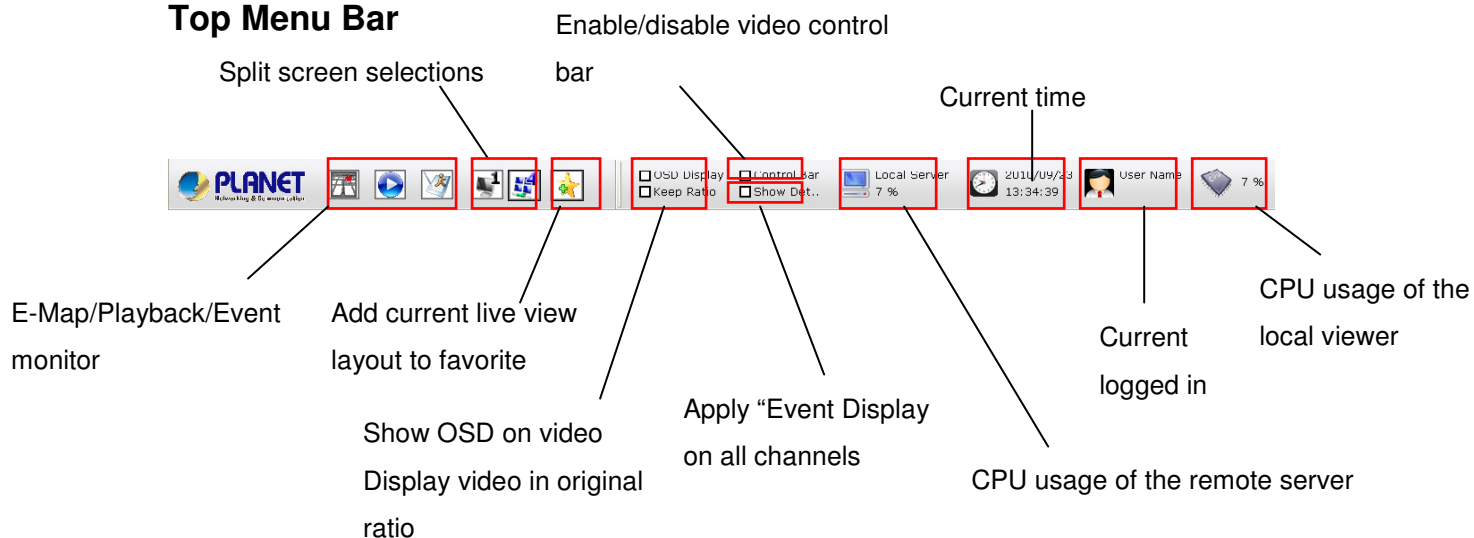 Top Menu Bar
Enable/disable video control
bar
Split screen selections
Current time
PLANET
1
OSD Display
Keep Ratio
Control Bar
Show Det..
Local Server
7 %
2010/09/23
13:34:39
User Name
7 %
E-Map/Playback/Event
monitor
Add current live view
layout to favorite
Show OSD on video
Display video in original
ratio
Apply “Event Display
on all channels
CPU usage of the remote server
Current
logged in
CPU usage of the
local viewer